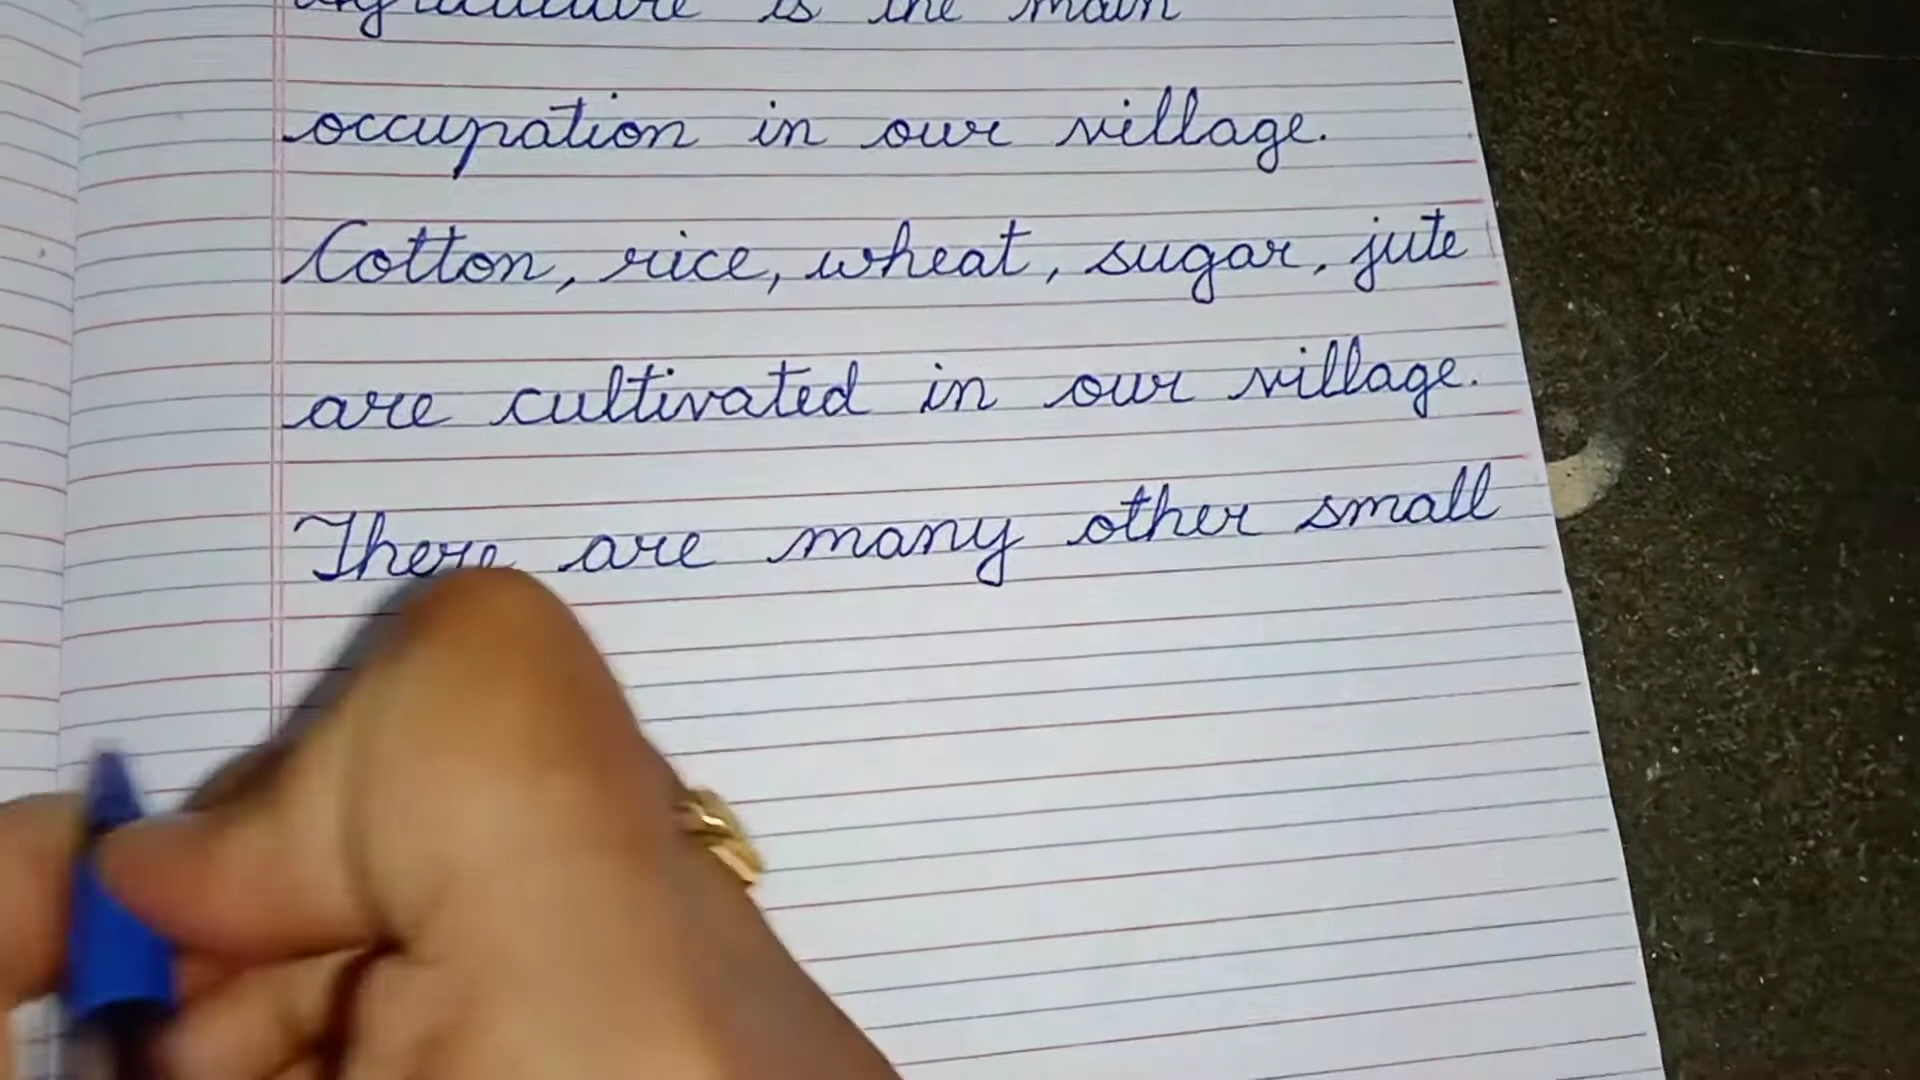 agriculture is the main
occupation in our village.
Cotton, rice, wheat, sugar, jute
are cultivated in our village.
There are many other small